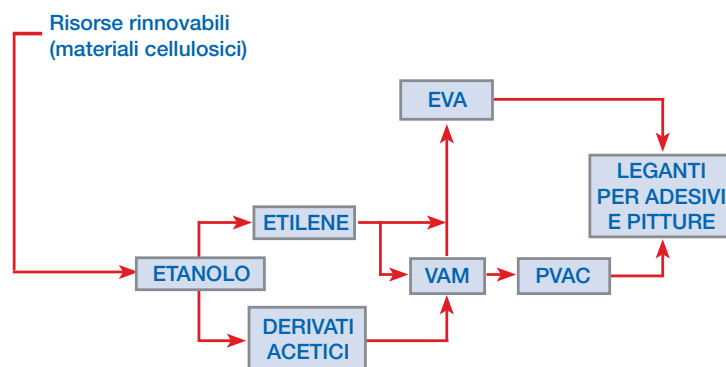 Risorse rinnovabili
(materiali cellulosici)
EVA
LEGANTI
PER ADESIVI
E PITTURE
ETILENE
ETANOLO
VAM
PVAC
DERIVATI
ACETICI